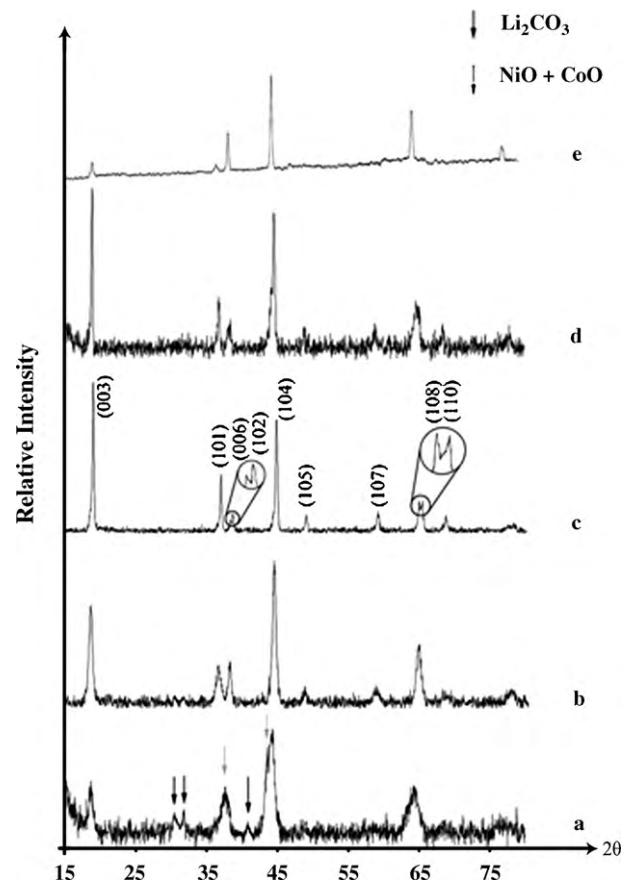 Li₂CO₃
NiO + CoO
e
d
(003)
(101)
(006)
(102)
(104)
(105)
(107)
(108)
(110)
c
b
a
Relative Intensity
2θ
15 25 35 45 55 65 75